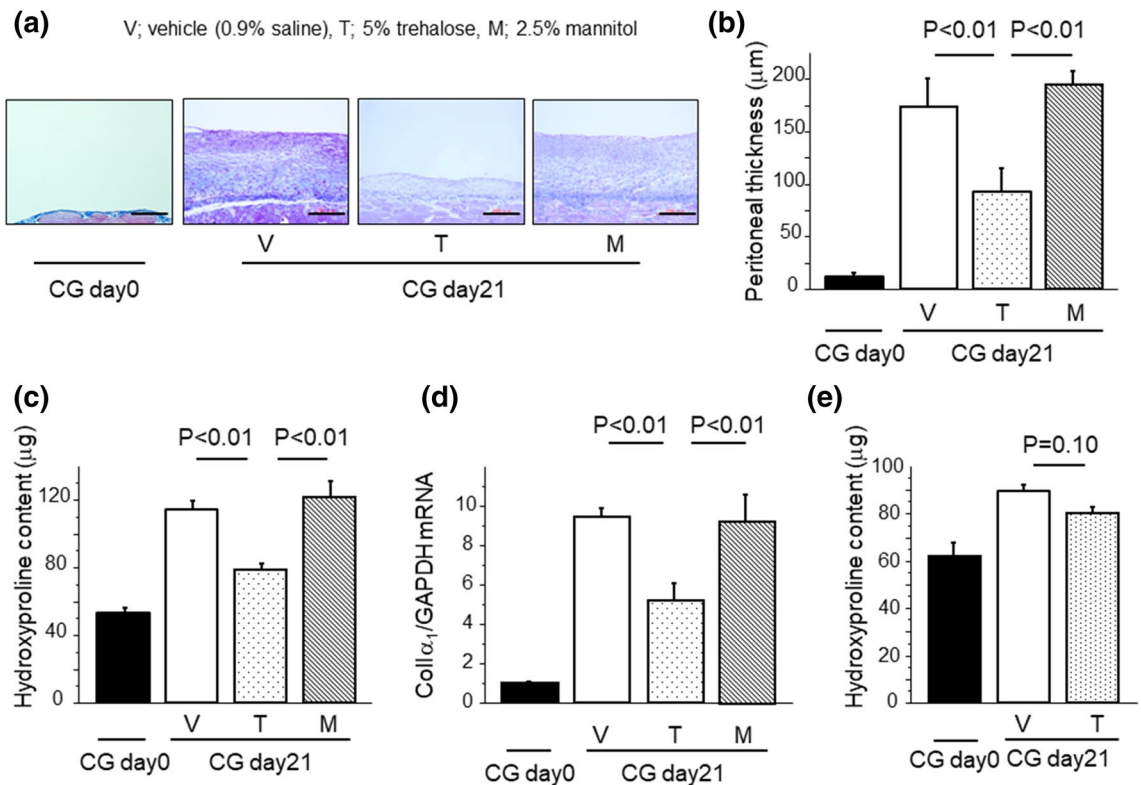 (a)
V; vehicle (0.9% saline), T; 5% trehalose, M; 2.5% mannitol
V
T
M
CG day0
CG day21
(b)
P<0.01
P<0.01
Peritoneal thickness (μm)
200
150
100
50
0
V
T
M
CG day0
CG day21
(c)
P<0.01
P<0.01
Hydroxyproline content (μg)
120
80
40
0
V
T
M
CG day0
CG day21
(d)
P<0.01
P<0.01
Collα₁/GAPDH mRNA
10
8
6
4
2
0
V
T
M
CG day0
CG day21
(e)
P=0.10
Hydroxyproline content (μg)
100
80
60
80
60
0
V
T
CG day0
CG day21